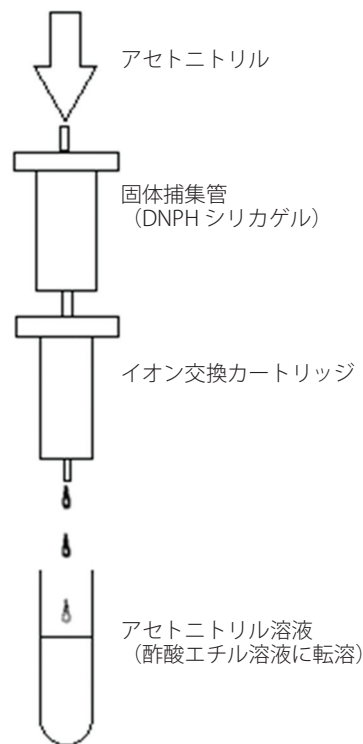 アセトニトリル
固体捕集管
（DNPH シリカゲル）
イオン交換カートリッジ
アセトニトリル溶液
（酢酸エチル溶液に転溶）